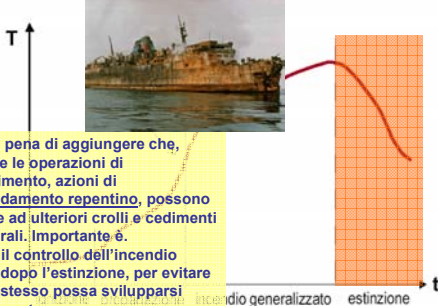 T
pena di aggiungere che,
e le operazioni di
imento, azioni di
damento repentino, possono
e ad ulteriori crolli e cedimenti
rali. Importante è.
il controllo dell'incendio
dopo l'estinzione, per evitare
stesso possa svilupparsi
t
incendio generalizzato estinzione